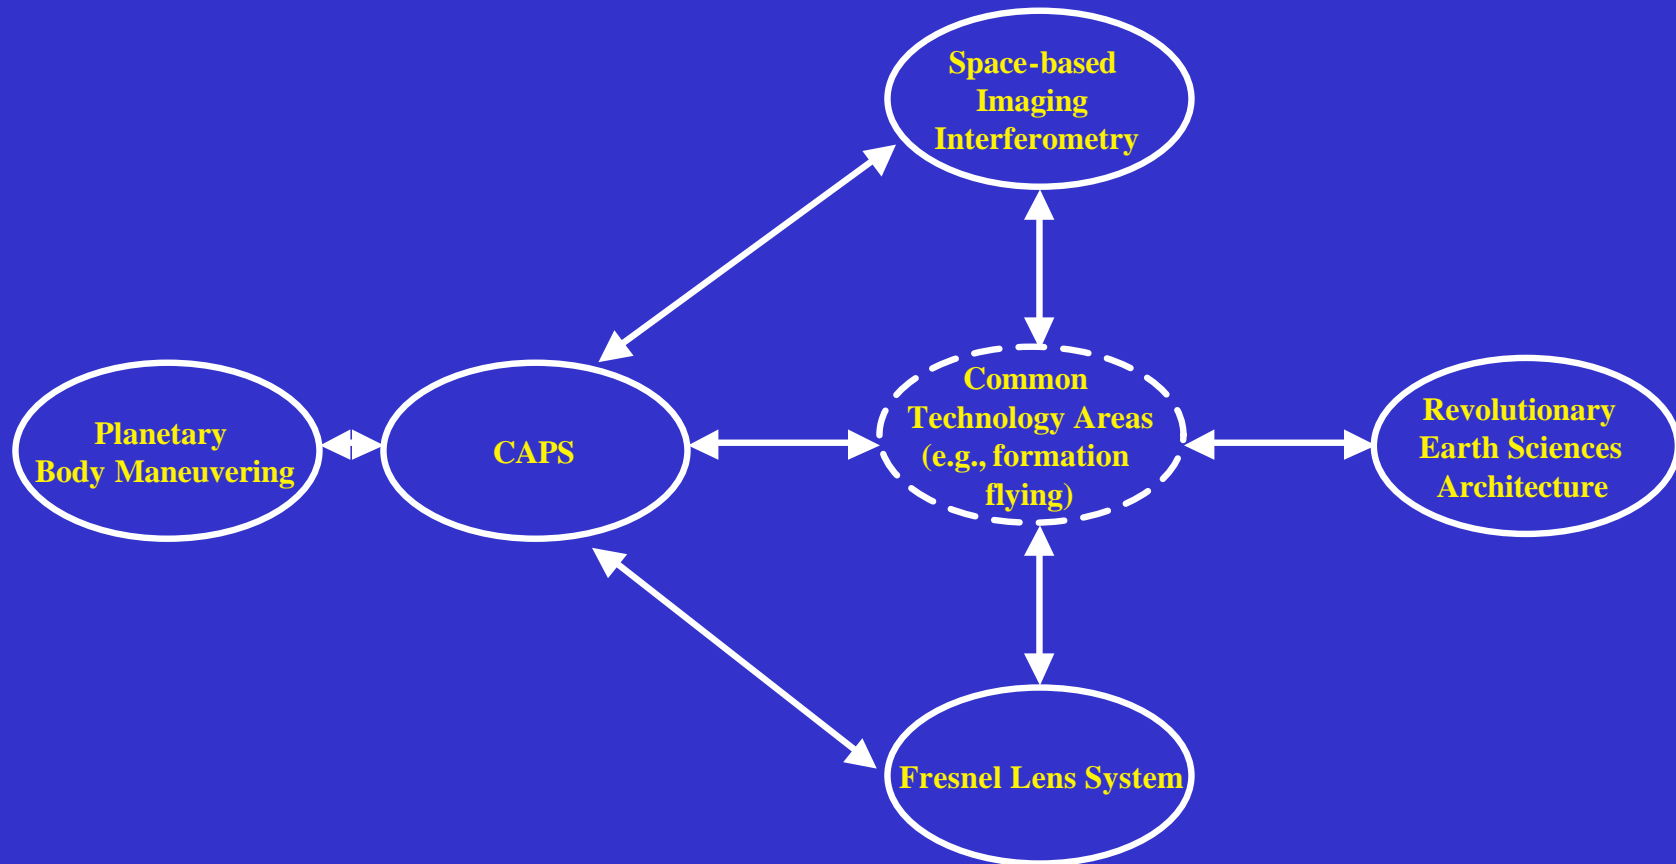 Space-based
Imaging
Interferometry
Planetary
Body Maneuvering
CAPS
Common
Technology Areas
(e.g., formation
flying)
Revolutionary
Earth Sciences
Architecture
Fresnel Lens System